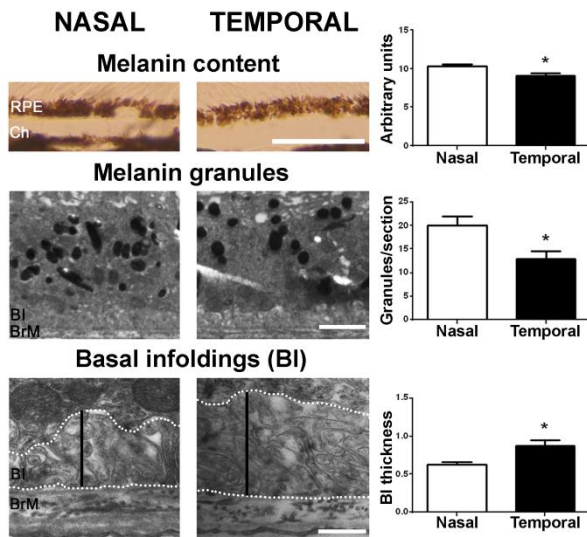 NASAL TEMPORAL
Melanin content
RPE
Ch
Arbitrary units
15
10
5
0
*
Nasal Temporal
Melanin granules
BI
BrM
Granules/section
25
20
15
10
5
0
*
Nasal Temporal
Basal infoldings (BI)
BI
BrM
BI thickness
1.5
1.0
0.5
0.0
*
Nasal Temporal